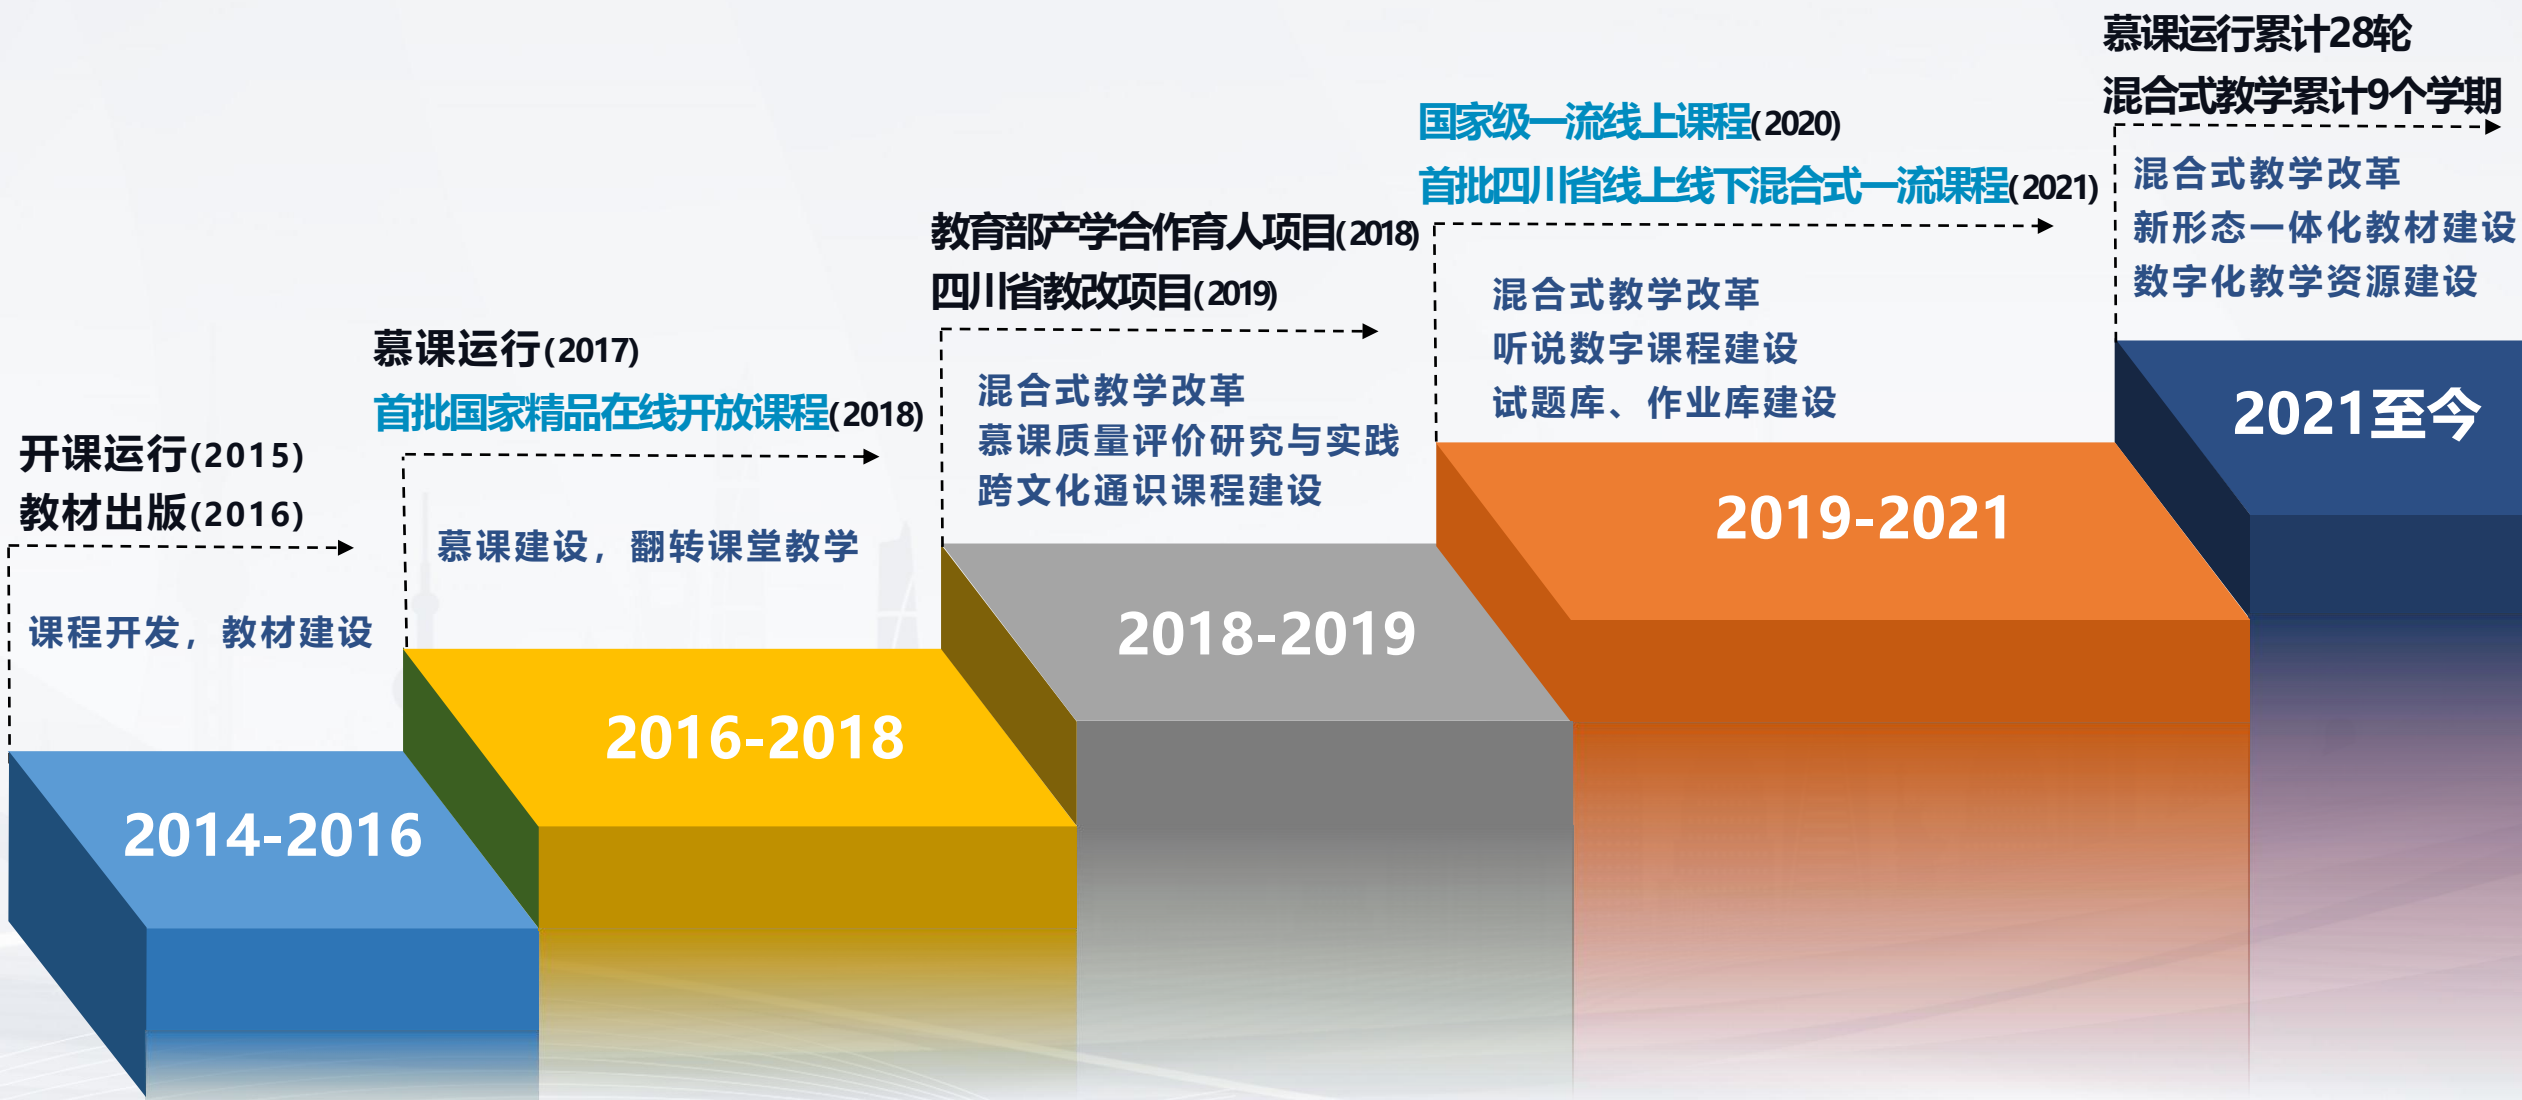 开课运行(2015)
教材出版(2016)
课程开发，教材建设
2014-2016
慕课运行(2017)
首批国家精品在线开放课程(2018)
慕课建设，翻转课堂教学
2016-2018
教育部产学合作育人项目(2018)
四川省教改项目(2019)
混合式教学改革
慕课质量评价研究与实践
跨文化通识课程建设
2018-2019
国家级一流线上课程(2020)
首批四川省线上线下混合式一流课程(2021)
混合式教学改革
听说数字课程建设
试题库、作业库建设
2019-2021
慕课运行累计28轮
混合式教学累计9个学期
混合式教学改革
新形态一体化教材建设
数字化教学资源建设
2021至今